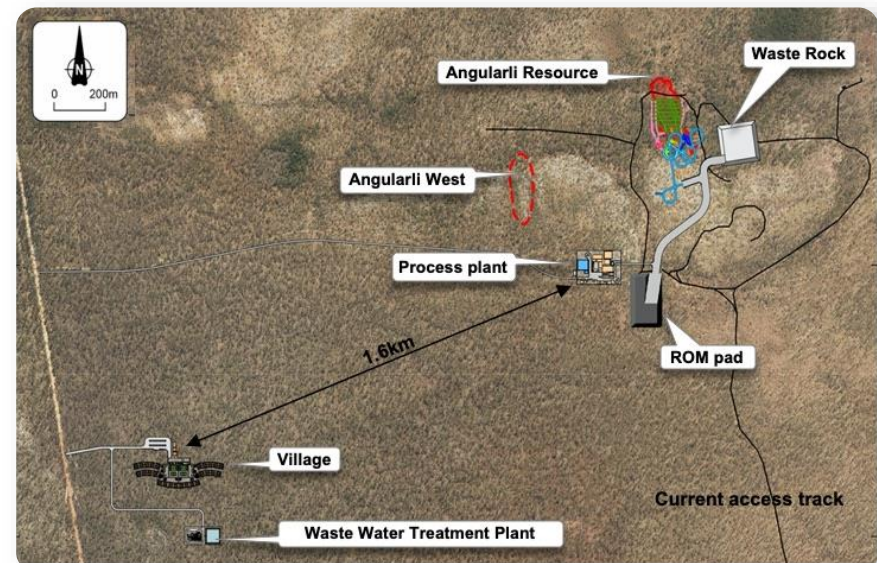 N
0 200m
Angularli Resource
Waste Rock
Angularli West
Process plant
1.6km
ROM pad
Village
Current access track
Waste Water Treatment Plant